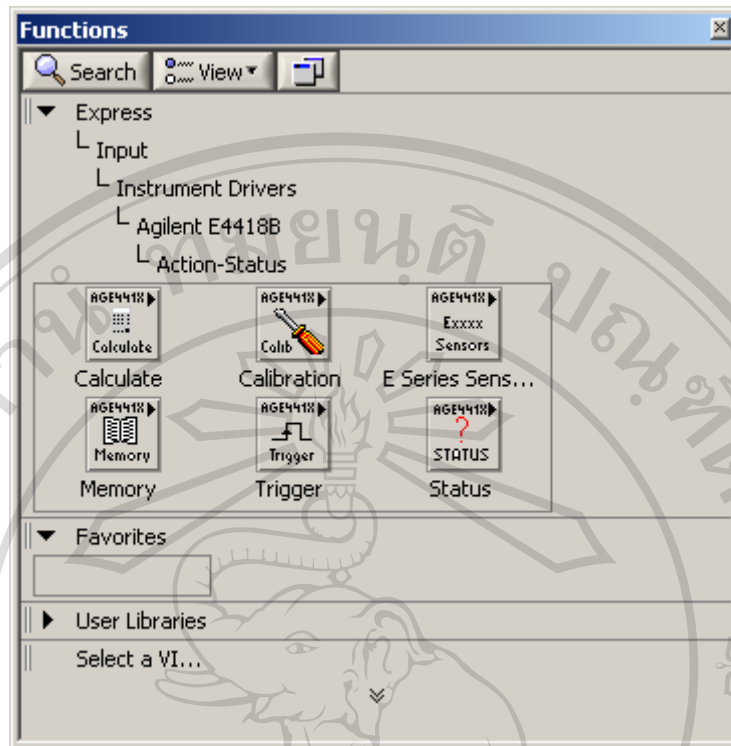 Functions
Search View
Express
Input
Instrument Drivers
Agilent E4418B
Action-Status
AGE441X AGE441X AGE441X
Calculate Calib Exxxx
Sensors
Calculate Calibration E Series Sens...
AGE441X AGE441X AGE441X
Memory Trigger STATUS
Memory Trigger Status
Favorites
User Libraries
Select a VI...